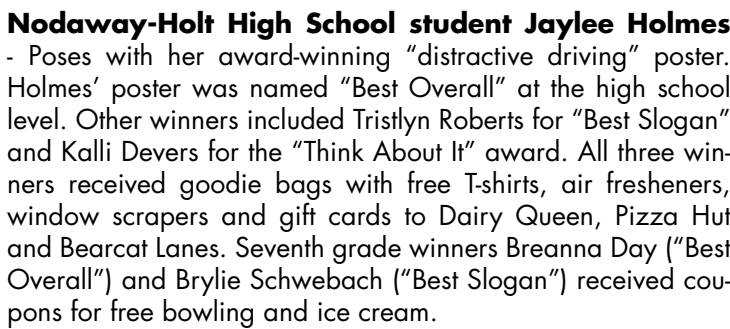 Nodaway-Holt High School student Jaylee Holmes
- Poses with her award-winning “distractive driving” poster.
Holmes’ poster was named “Best Overall” at the high school
level. Other winners included Tristlyn Roberts for “Best Slogan”
and Kalli Devers for the “Think About It” award. All three win-
ners received goodie bags with free T-shirts, air fresheners,
window scrapers and gift cards to Dairy Queen, Pizza Hut
and Bearcat Lanes. Seventh grade winners Breanna Day (“Best
Overall”) and Brylie Schwebach (“Best Slogan”) received cou-
pons for free bowling and ice cream.